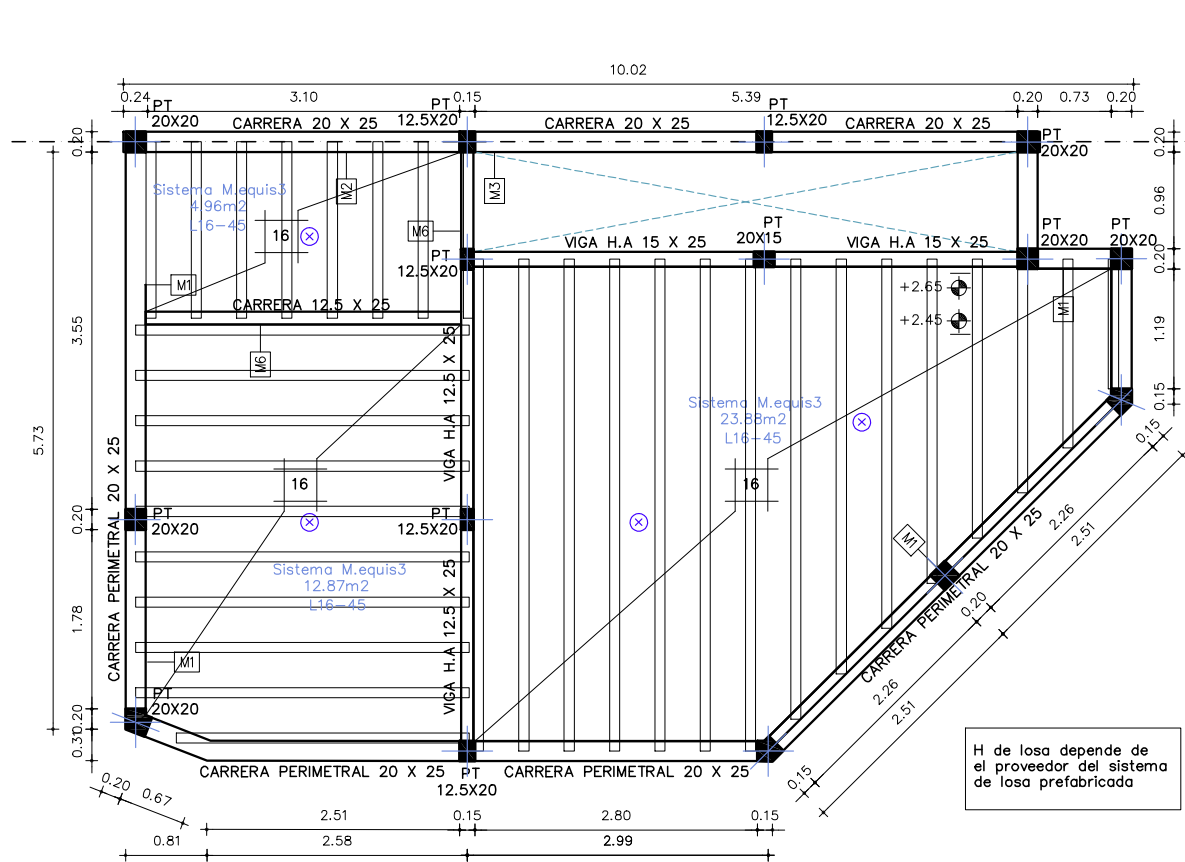 10.02
0.24
3.10
0.15
5.39
0.20
0.73
0.20
PT
20X20
CARRERA 20 X 25
PT
12.5X20
CARRERA 20 X 25
PT
12.5X20
CARRERA 20 X 25
PT
20X20
0.20
0.20
Sistema M.equis3
4.96m2
L16-45
16
M2
M3
M6
0.96
PT
12.5X20
VIGA H.A 15 X 25
PT
20X15
VIGA H.A 15 X 25
PT
20X20
PT
20X20
0.20
M1
CARRERA 12.5 X 25
+2.65
+2.45
M1
3.55
1.19
M6
VIGA H.A 12.5 X 25
0.15
Sistema M.equis3
23.88m2
L16-45
16
5.73
CARRERA PERIMETRAL 20 X 25
16
0.15
0.20
PT
20X20
PT
12.5X20
M1
2.26
2.51
Sistema M.equis3
12.87m2
L16-45
VIGA H.A 12.5 X 25
CARRERA PERIMETRAL 20 X 25
0.20
1.78
M1
2.26
2.51
PT
20X20
0.20
0.31
CARRERA PERIMETRAL 20 X 25
PT
12.5X20
CARRERA PERIMETRAL 20 X 25
0.15
H de losa depende de
el proveedor del sistema
de losa prefabricada
0.20
0.67
2.51
0.15
2.80
0.15
0.81
2.58
2.99